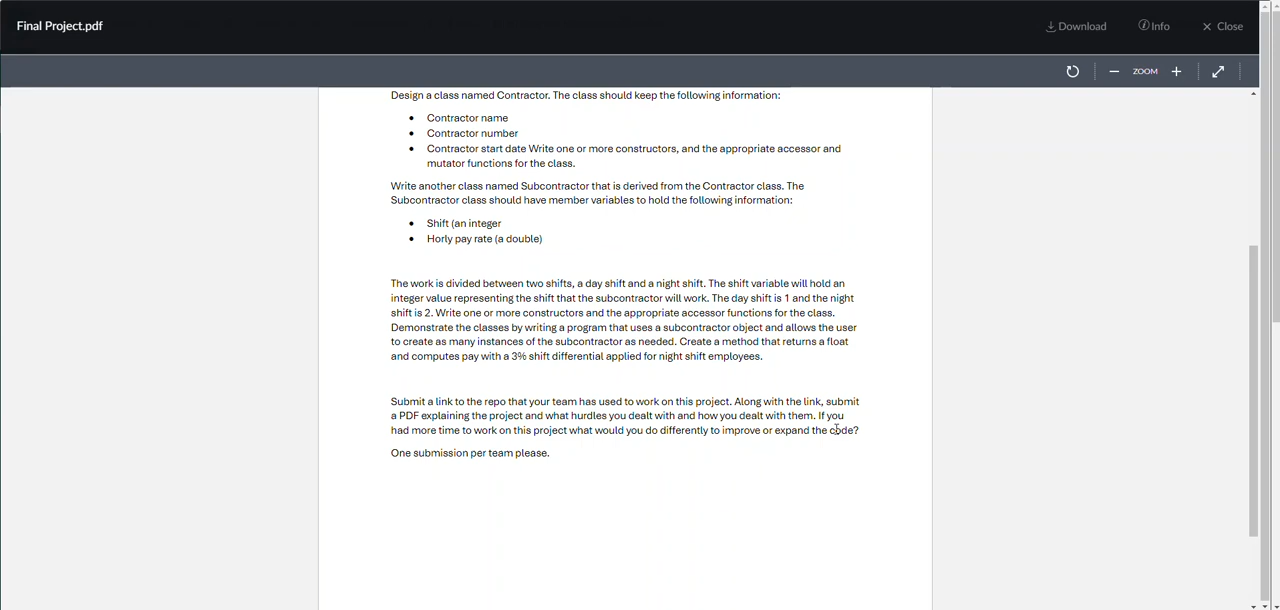 Final Project.pdf
Download
Info
Close
ZOOM
Design a class named Contractor. The class should keep the following information:
• Contractor name
• Contractor number
• Contractor start date Write one or more constructors, and the appropriate accessor and
mutator functions for the class.
Write another class named Subcontractor that is derived from the Contractor class. The
Subcontractor class should have member variables to hold the following information:
• Shift (an integer
• Horly pay rate (a double)
The work is divided between two shifts, a day shift and a night shift. The shift variable will hold an
integer value representing the shift that the subcontractor will work. The day shift is 1 and the night
shift is 2. Write one or more constructors and the appropriate accessor functions for the class.
Demonstrate the classes by writing a program that uses a subcontractor object and allows the user
to create as many instances of the subcontractor as needed. Create a method that returns a float
and computes pay with a 3% shift differential applied for night shift employees.
Submit a link to the repo that your team has used to work on this project. Along with the link, submit
a PDF explaining the project and what hurdles you dealt with and how you dealt with them. If you
had more time to work on this project what would you do differently to improve or expand the code?
One submission per team please.